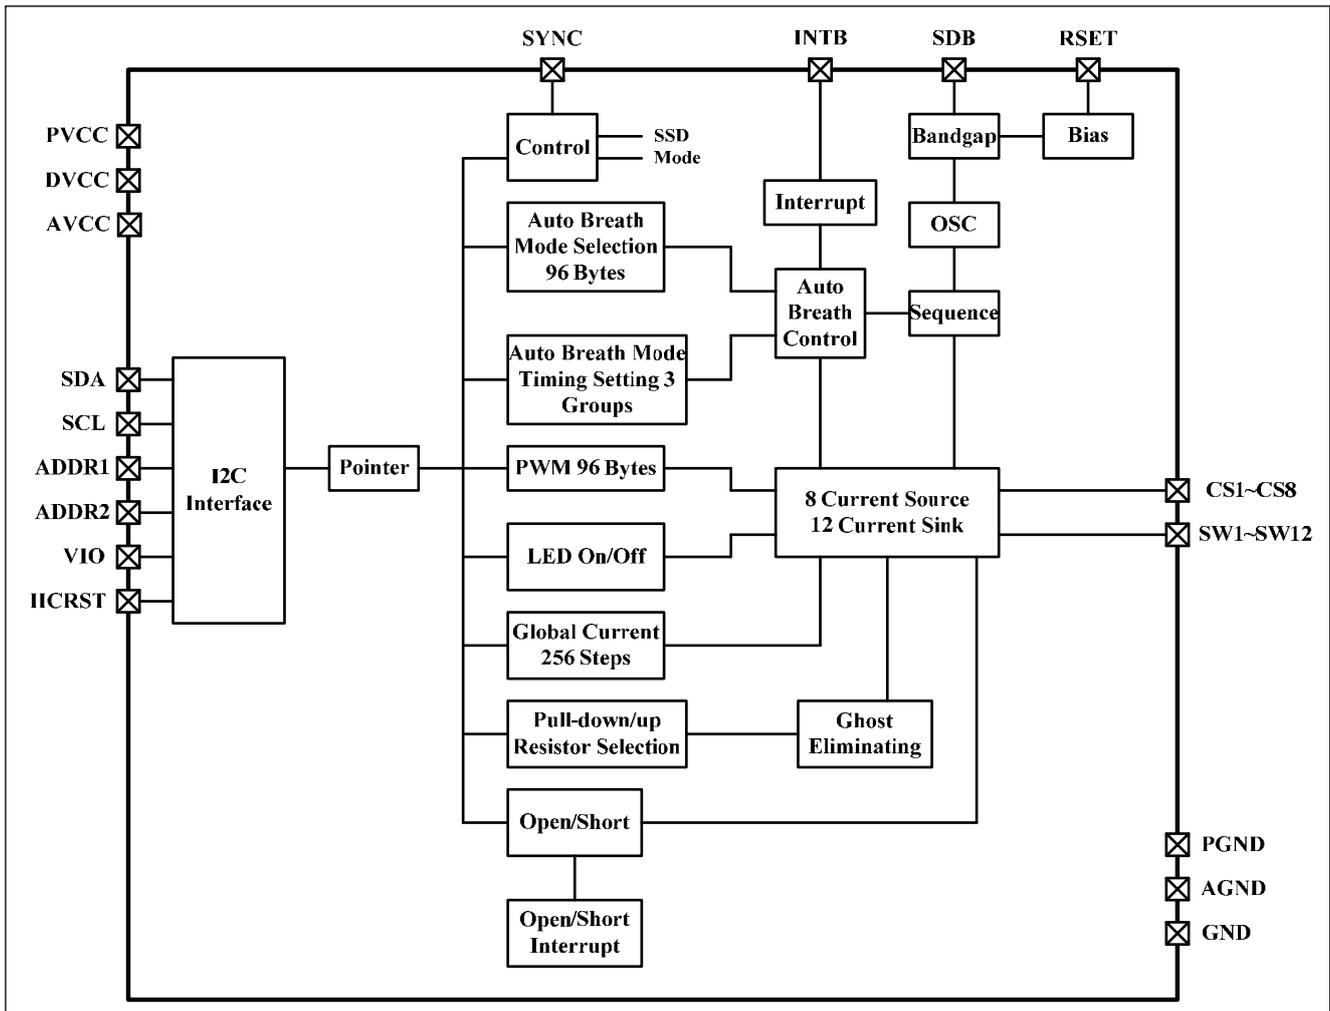 SYNC
INTB
SDB
RSET
PVCC
DVCC
AVCC
Control
SSD
Mode
Bandgap
Bias
Interrupt
OSC
Auto Breath
Mode Selection
96 Bytes
Auto
Breath
Control
Sequence
Auto Breath Mode
Timing Setting 3
Groups
SDA
SCL
ADDR1
ADDR2
VIO
IICRST
I2C
Interface
Pointer
PWM 96 Bytes
8 Current Source
12 Current Sink
CS1~CS8
SW1~SW12
LED On/Off
Global Current
256 Steps
Pull-down/up
Resistor Selection
Ghost
Eliminating
Open/Short
Open/Short
Interrupt
PGND
AGND
GND